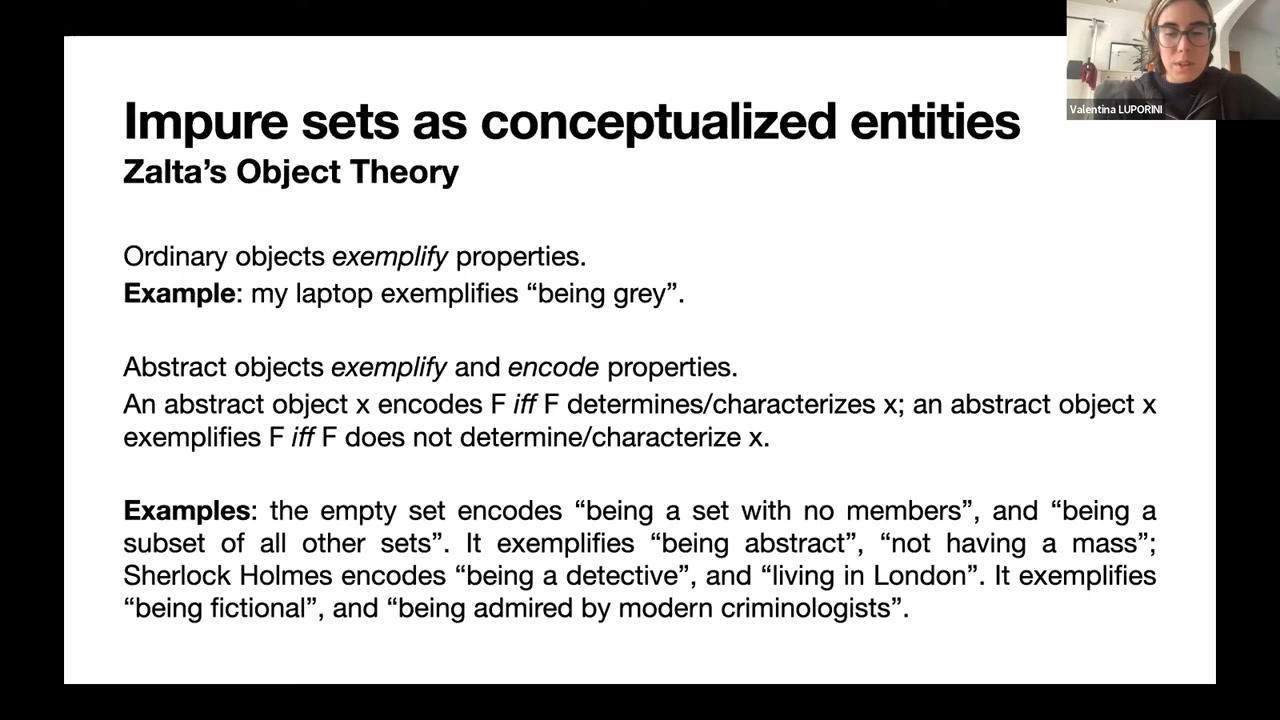 Impure sets as conceptualized entities
Zalta’s Object Theory
Ordinary objects exemplify properties.
Example: my laptop exemplifies “being grey”.
Abstract objects exemplify and encode properties.
An abstract object x encodes F iff F determines/characterizes x; an abstract object x
exemplifies F iff F does not determine/characterize x.
Examples: the empty set encodes “being a set with no members”, and “being a
subset of all other sets”. It exemplifies “being abstract”, “not having a mass”;
Sherlock Holmes encodes “being a detective”, and “living in London”. It exemplifies
“being fictional”, and “being admired by modern criminologists”.
Valentina LUPORINI